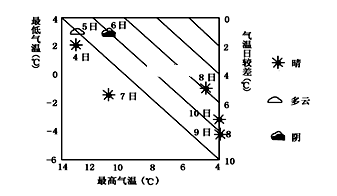 最低气温(℃)
4
2
0
-2
-4
-6
14
12
10
8
6
4
最高气温(℃)
0
2
4
6
8
10
气温日较差(℃)
5日
6日
4日
7日
8日
10日
9日
晴
多云
阴